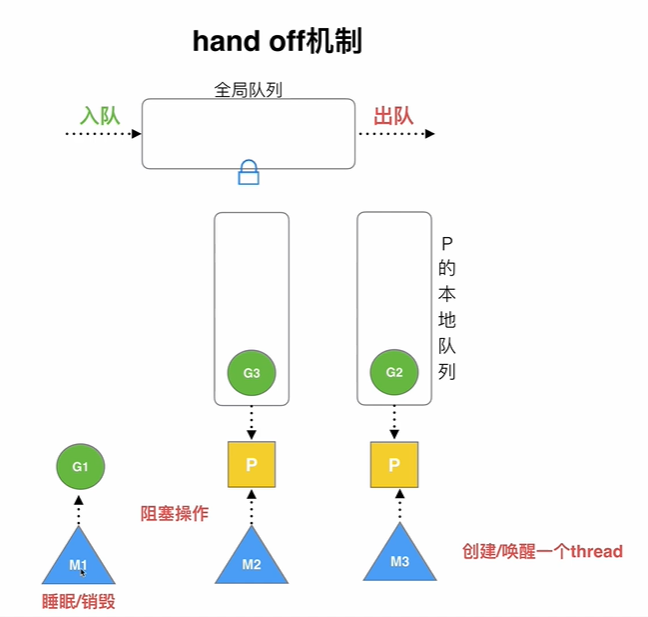 hand off机制
全局队列
入队
出队
P的本地队列
G3
G2
G1
P
P
阻塞操作
M1
M2
M3
创建/唤醒一个thread
睡眠/销毁